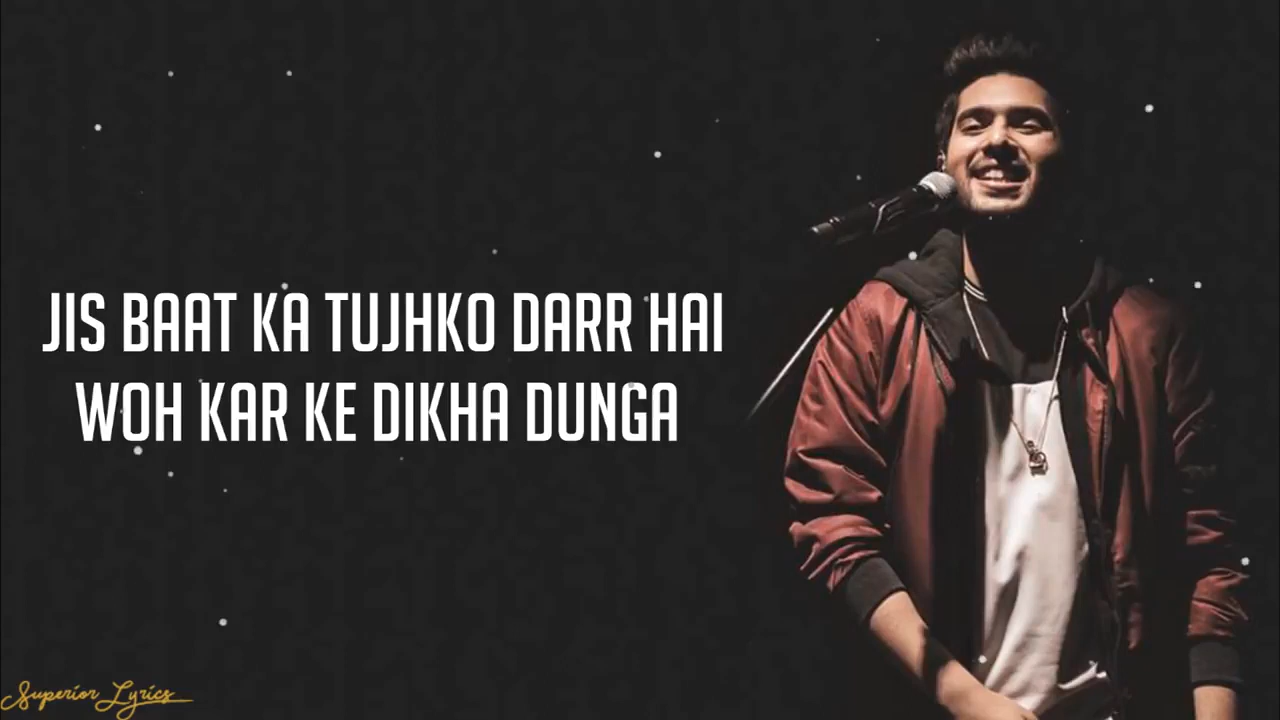 JIS BAAT KA TUJHKO DARR HAI
WOH KAR KE DIKHA DUNGA
Superior Lyrics